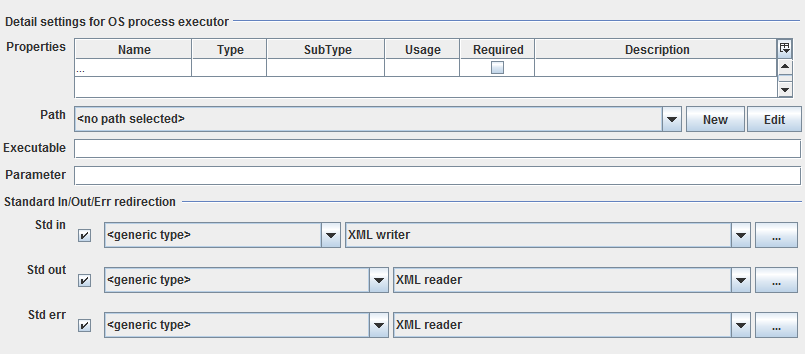 Detail settings for OS process executor
Properties Name Type SubType Usage Required Description
...
Path <no path selected> New Edit
Executable
Parameter
Standard In/Out/Err redirection
Std in <generic type> XML writer ...
Std out <generic type> XML reader ...
Std err <generic type> XML reader ...